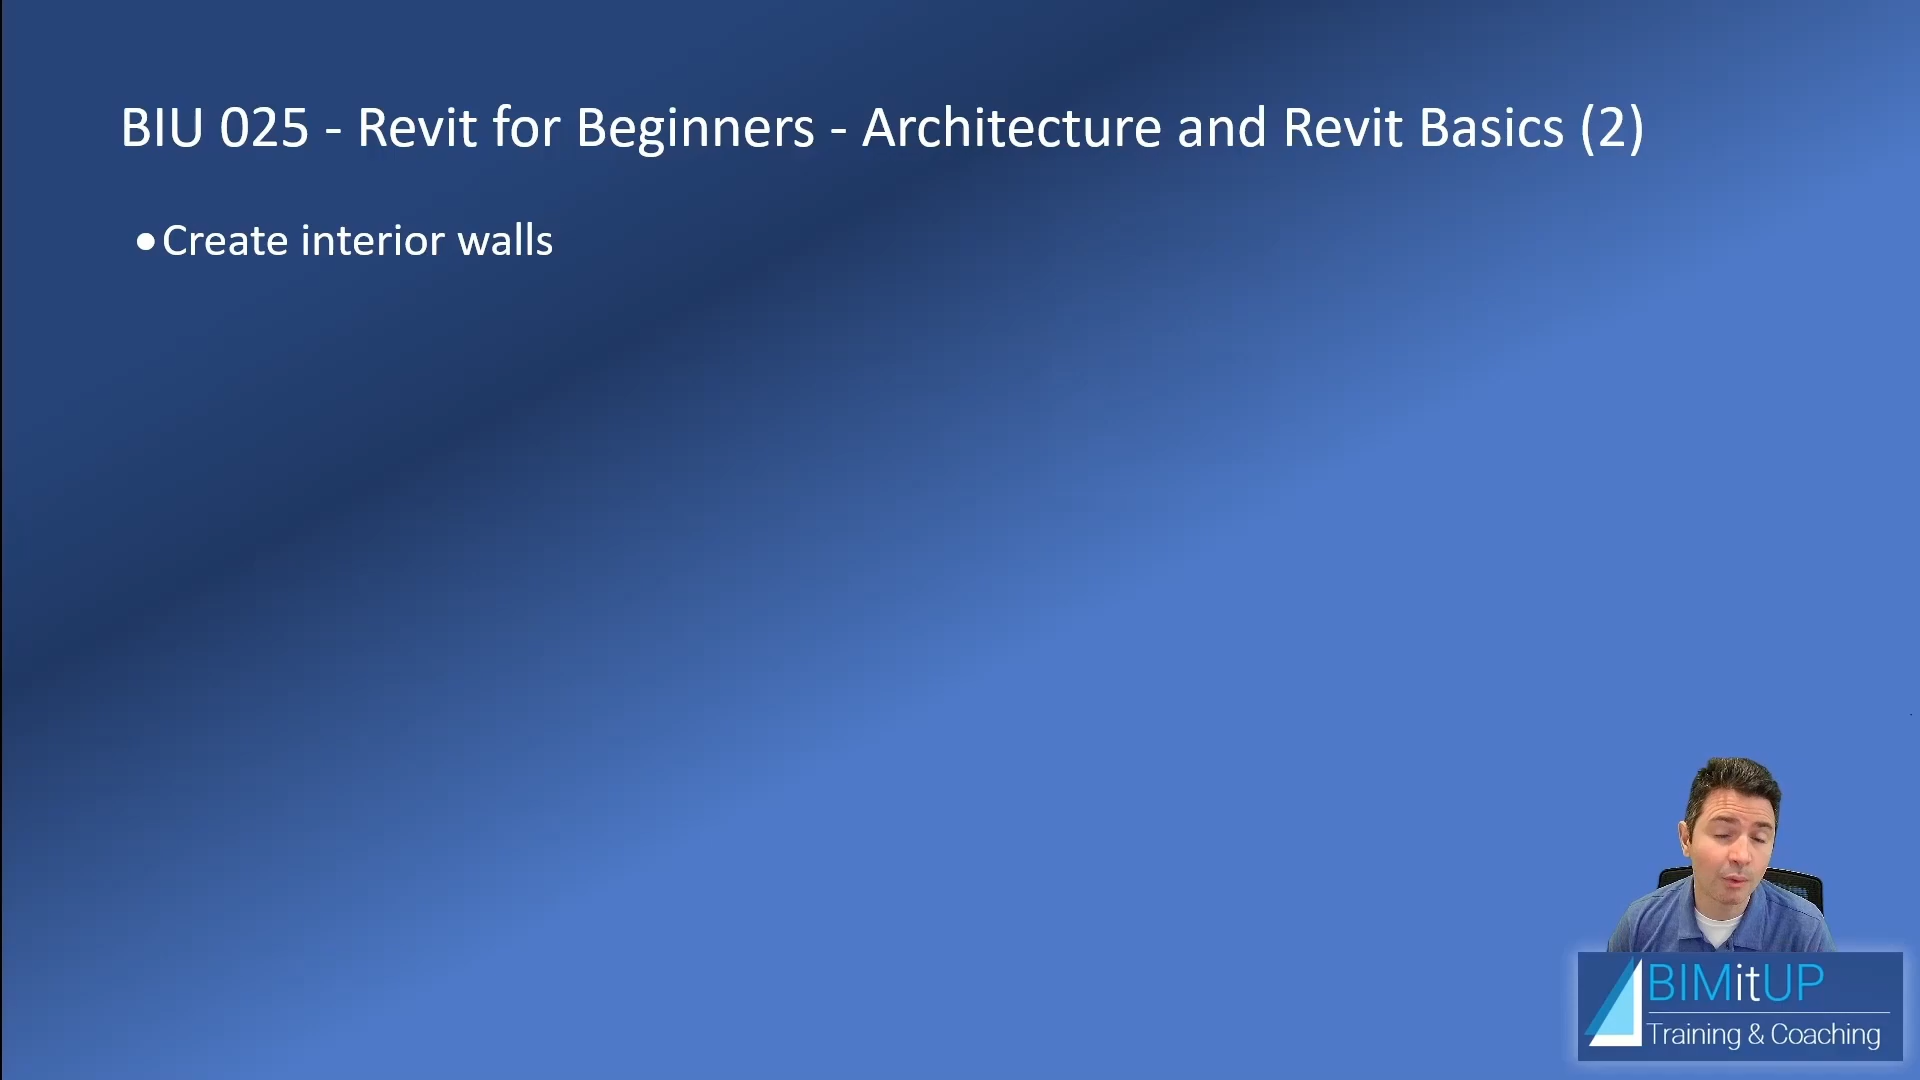 BIU 025 - Revit for Beginners - Architecture and Revit Basics (2)
●Create interior walls
BIMitUP
Training & Coaching